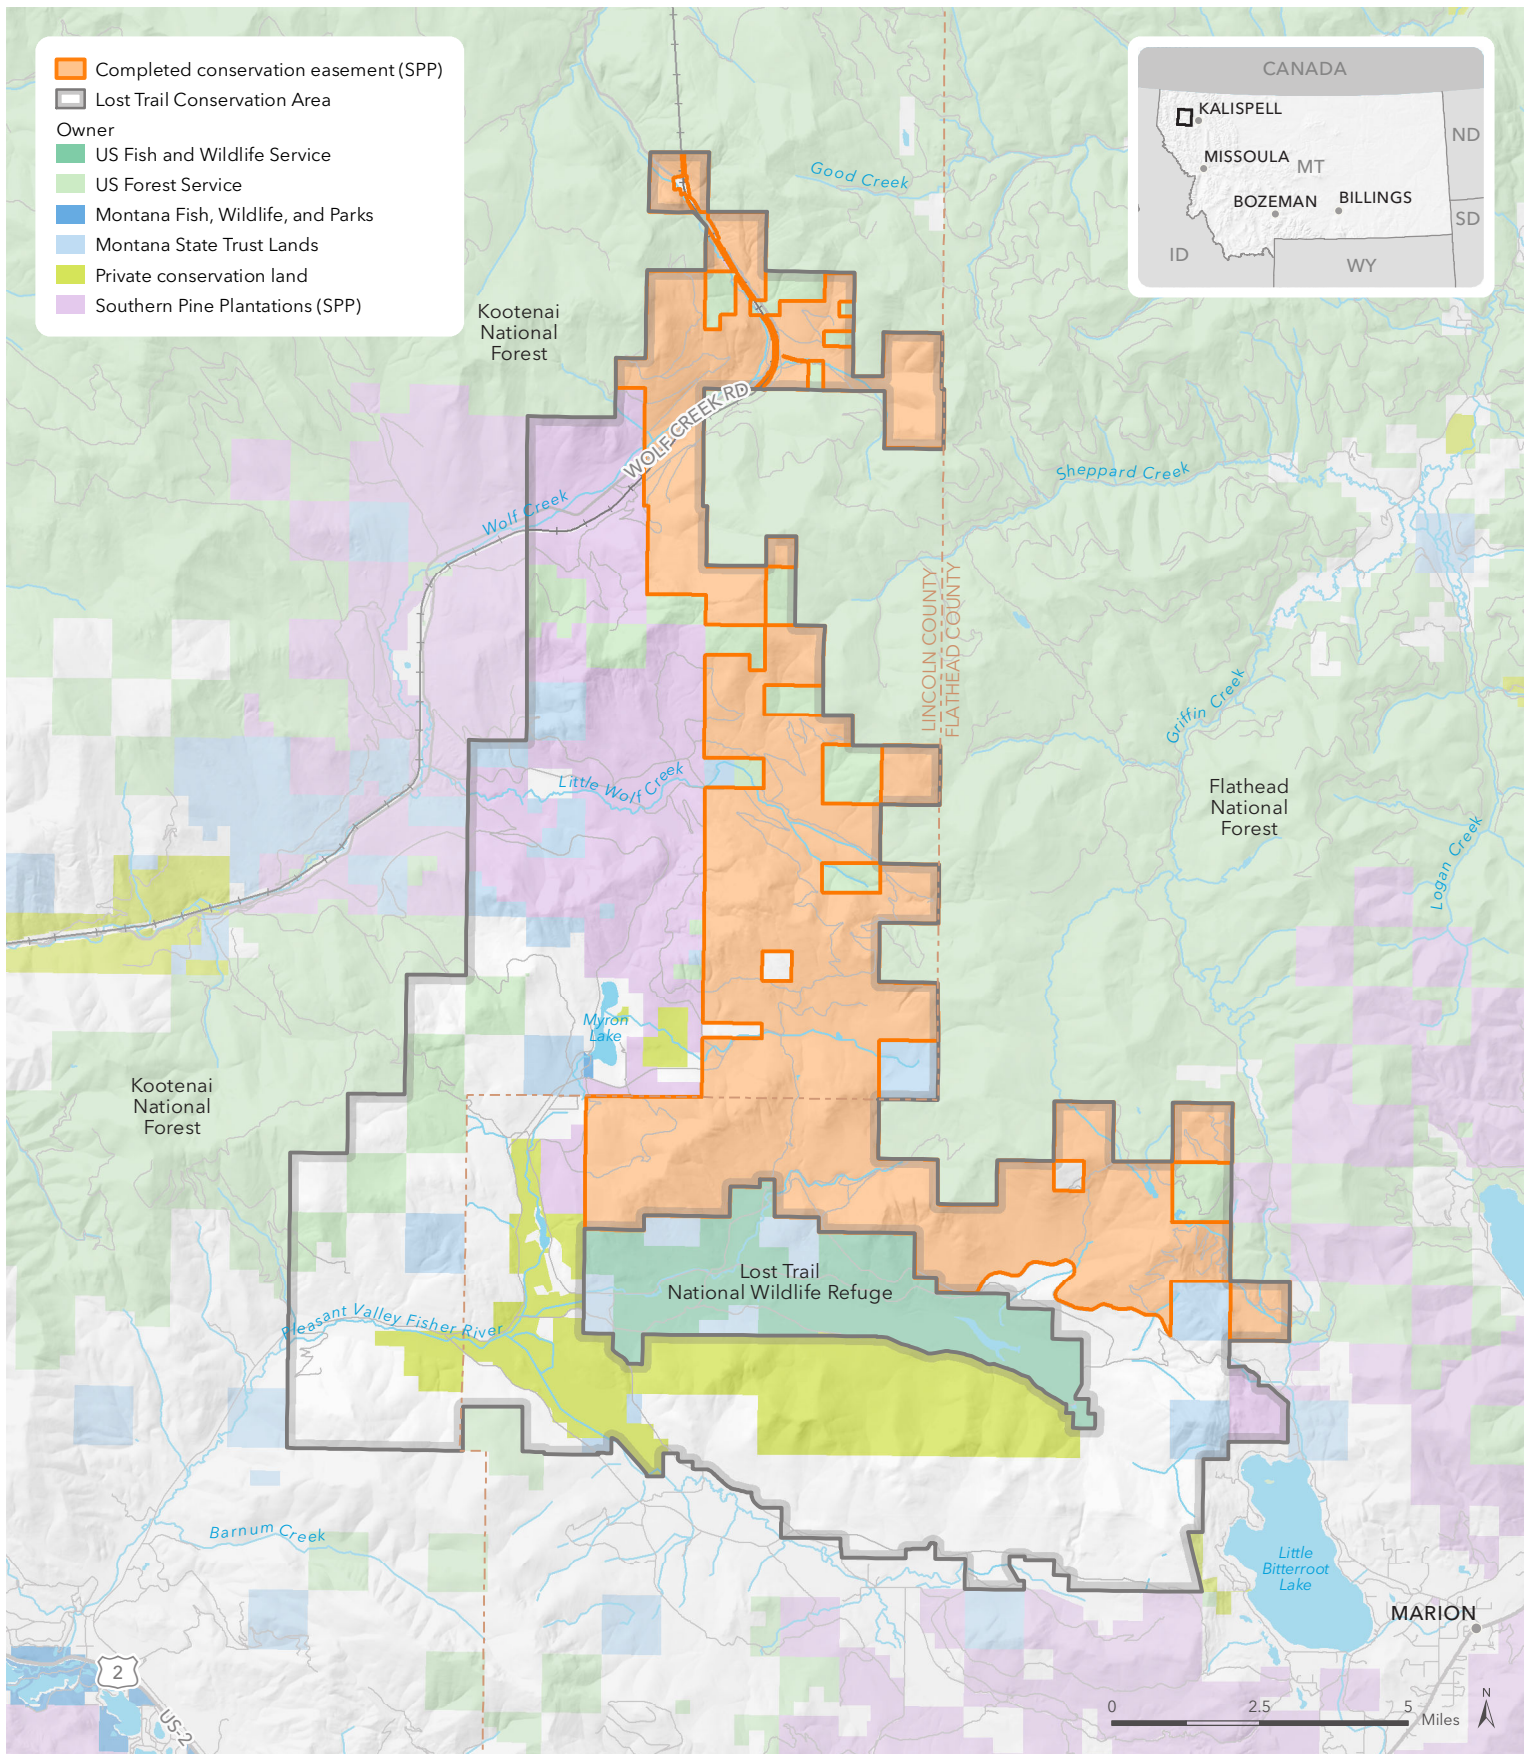 Completed conservation easement (SPP)
Lost Trail Conservation Area
Owner
US Fish and Wildlife Service
US Forest Service
Montana Fish, Wildlife, and Parks
Montana State Trust Lands
Private conservation land
Southern Pine Plantations (SPP)
CANADA
KALISPELL
ND
MISSOULA
MT
BOZEMAN
BILLINGS
SD
ID
WY
Good Creek
Kootenai
National
Forest
WOLF CREEK RD
Wolf Creek
Sheppard Creek
LINCOLN COUNTY
FLATHEAD COUNTY
Griffin Creek
Little Wolf Creek
Flathead
National
Forest
Logan Creek
Myron
Lake
Kootenai
National
Forest
Lost Trail
National Wildlife Refuge
Pleasant Valley Fisher River
Barnum Creek
Little
Bitterroot
Lake
MARION
2
US-2
0
2.5
5
Miles
N